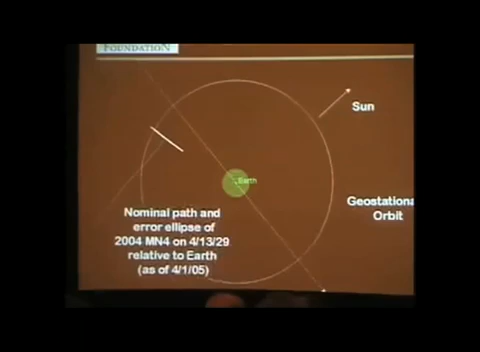 FOUNDATION
Sun
Earth
Geostationa
Orbit
Nominal path and
error ellipse of
2004 MN4 on 4/13/29
relative to Earth
(as of 4/1/05)